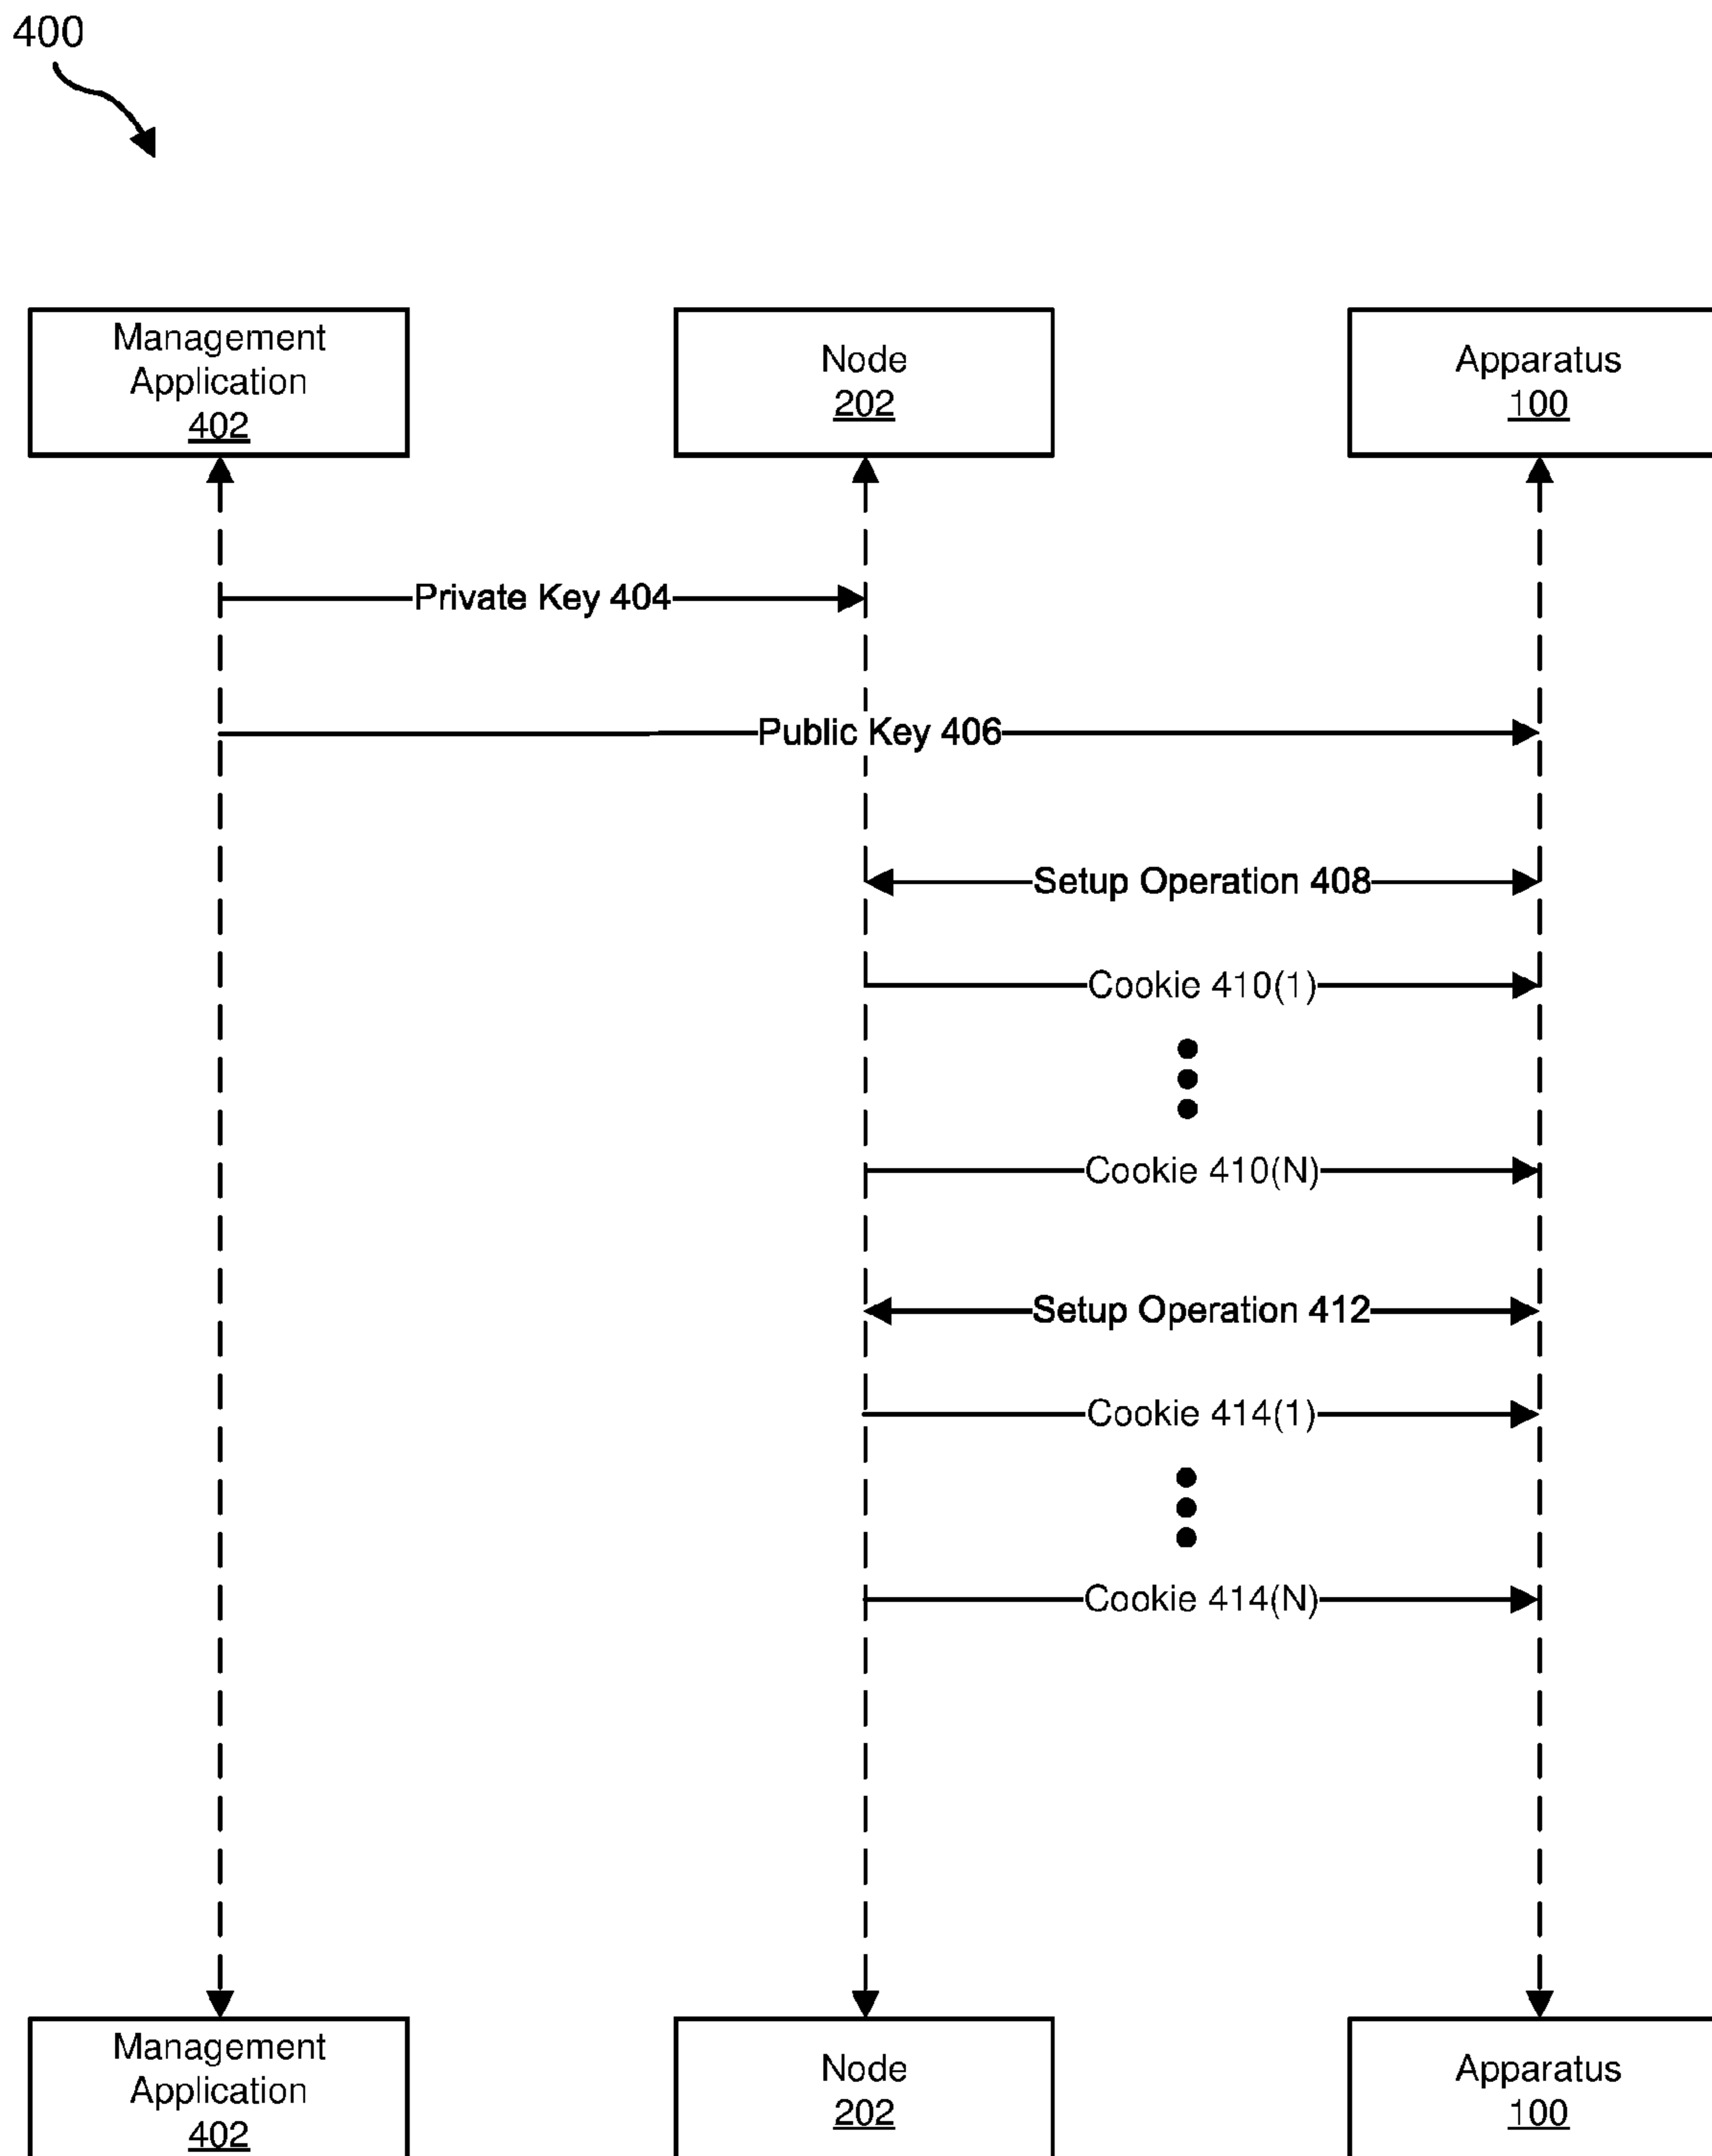 400
Management
Application
402
Node
202
Apparatus
100
Private Key 404
Public Key 406
Setup Operation 408
Cookie 410(1)
Cookie 410(N)
Setup Operation 412
Cookie 414(1)
Cookie 414(N)
Management
Application
402
Node
202
Apparatus
100